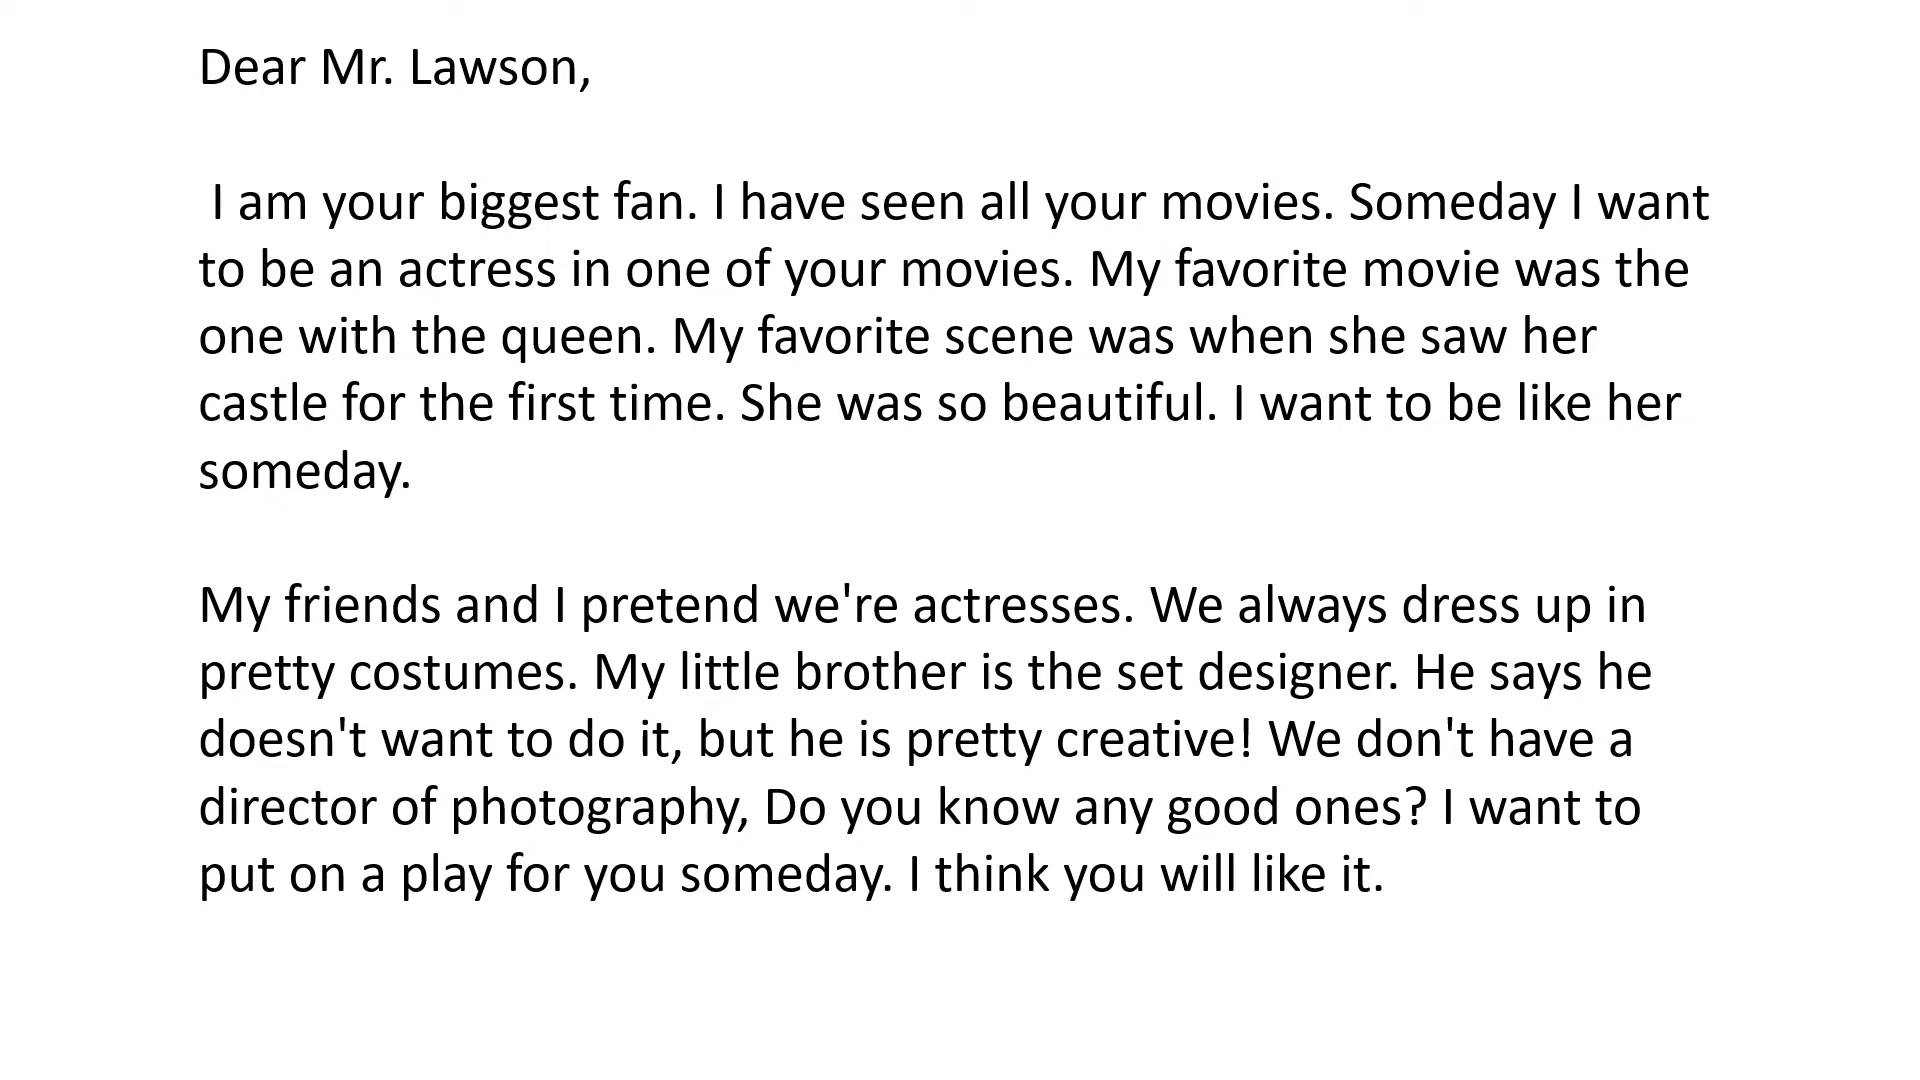 Dear Mr. Lawson,
I am your biggest fan. I have seen all your movies. Someday I want
to be an actress in one of your movies. My favorite movie was the
one with the queen. My favorite scene was when she saw her
castle for the first time. She was so beautiful. I want to be like her
someday.
My friends and I pretend we're actresses. We always dress up in
pretty costumes. My little brother is the set designer. He says he
doesn't want to do it, but he is pretty creative! We don't have a
director of photography, Do you know any good ones? I want to
put on a play for you someday. I think you will like it.